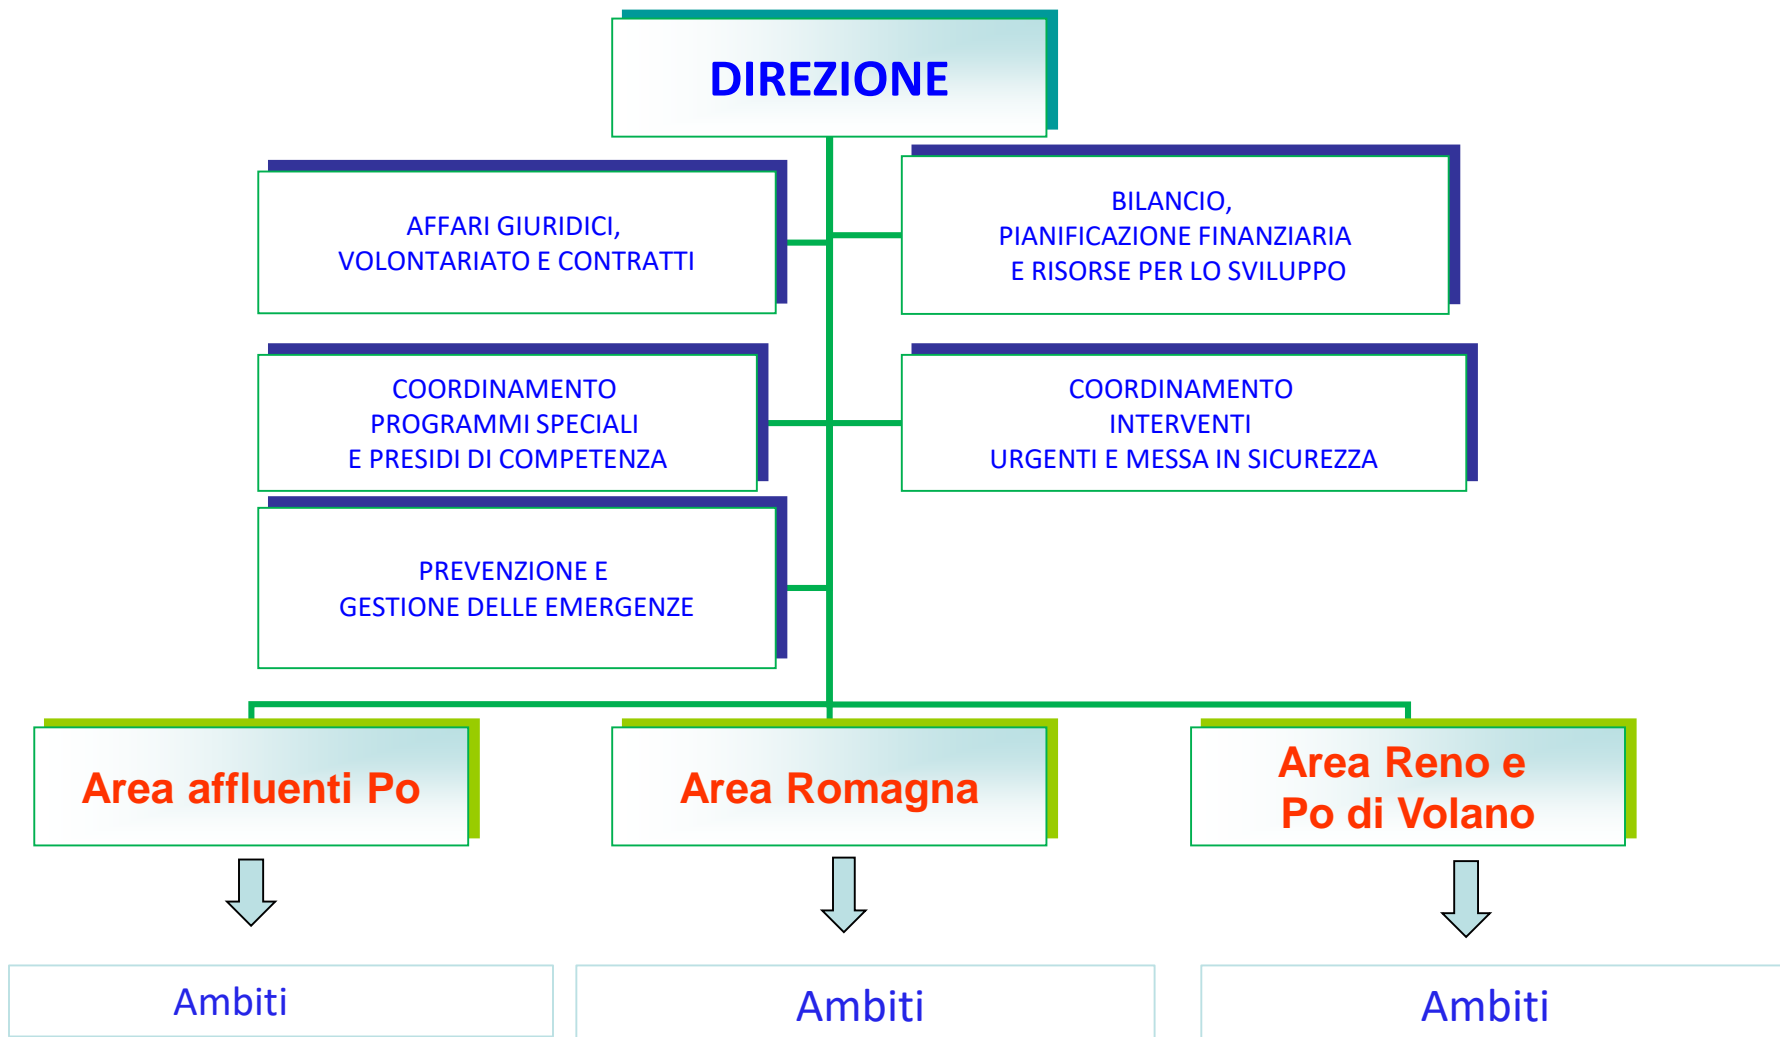 DIREZIONE
AFFARI GIURIDICI,
VOLONTARIATO E CONTRATTI
BILANCIO,
PIANIFICAZIONE FINANZIARIA
E RISORSE PER LO SVILUPPO
COORDINAMENTO
PROGRAMMI SPECIALI
E PRESIDI DI COMPETENZA
COORDINAMENTO
INTERVENTI
URGENTI E MESSA IN SICUREZZA
PREVENZIONE E
GESTIONE DELLE EMERGENZE
Area affluenti Po
Area Romagna
Area Reno e
Po di Volano
Ambiti
Ambiti
Ambiti